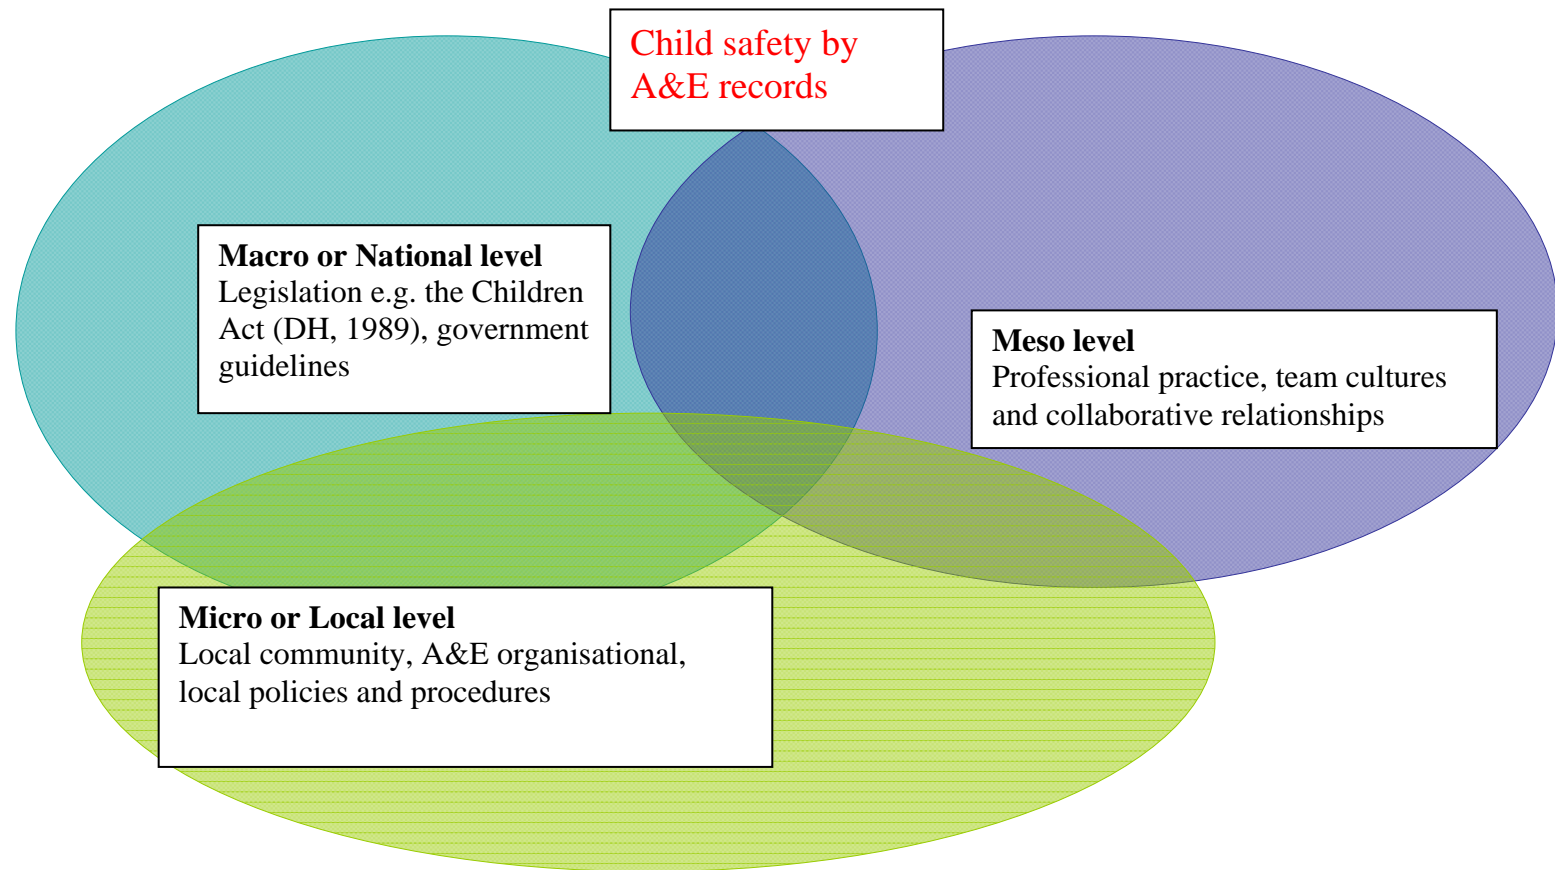 Child safety by
A&E records
Macro or National level
Legislation e.g. the Children
Act (DH, 1989), government
guidelines
Meso level
Professional practice, team cultures
and collaborative relationships
Micro or Local level
Local community, A&E organisational,
local policies and procedures